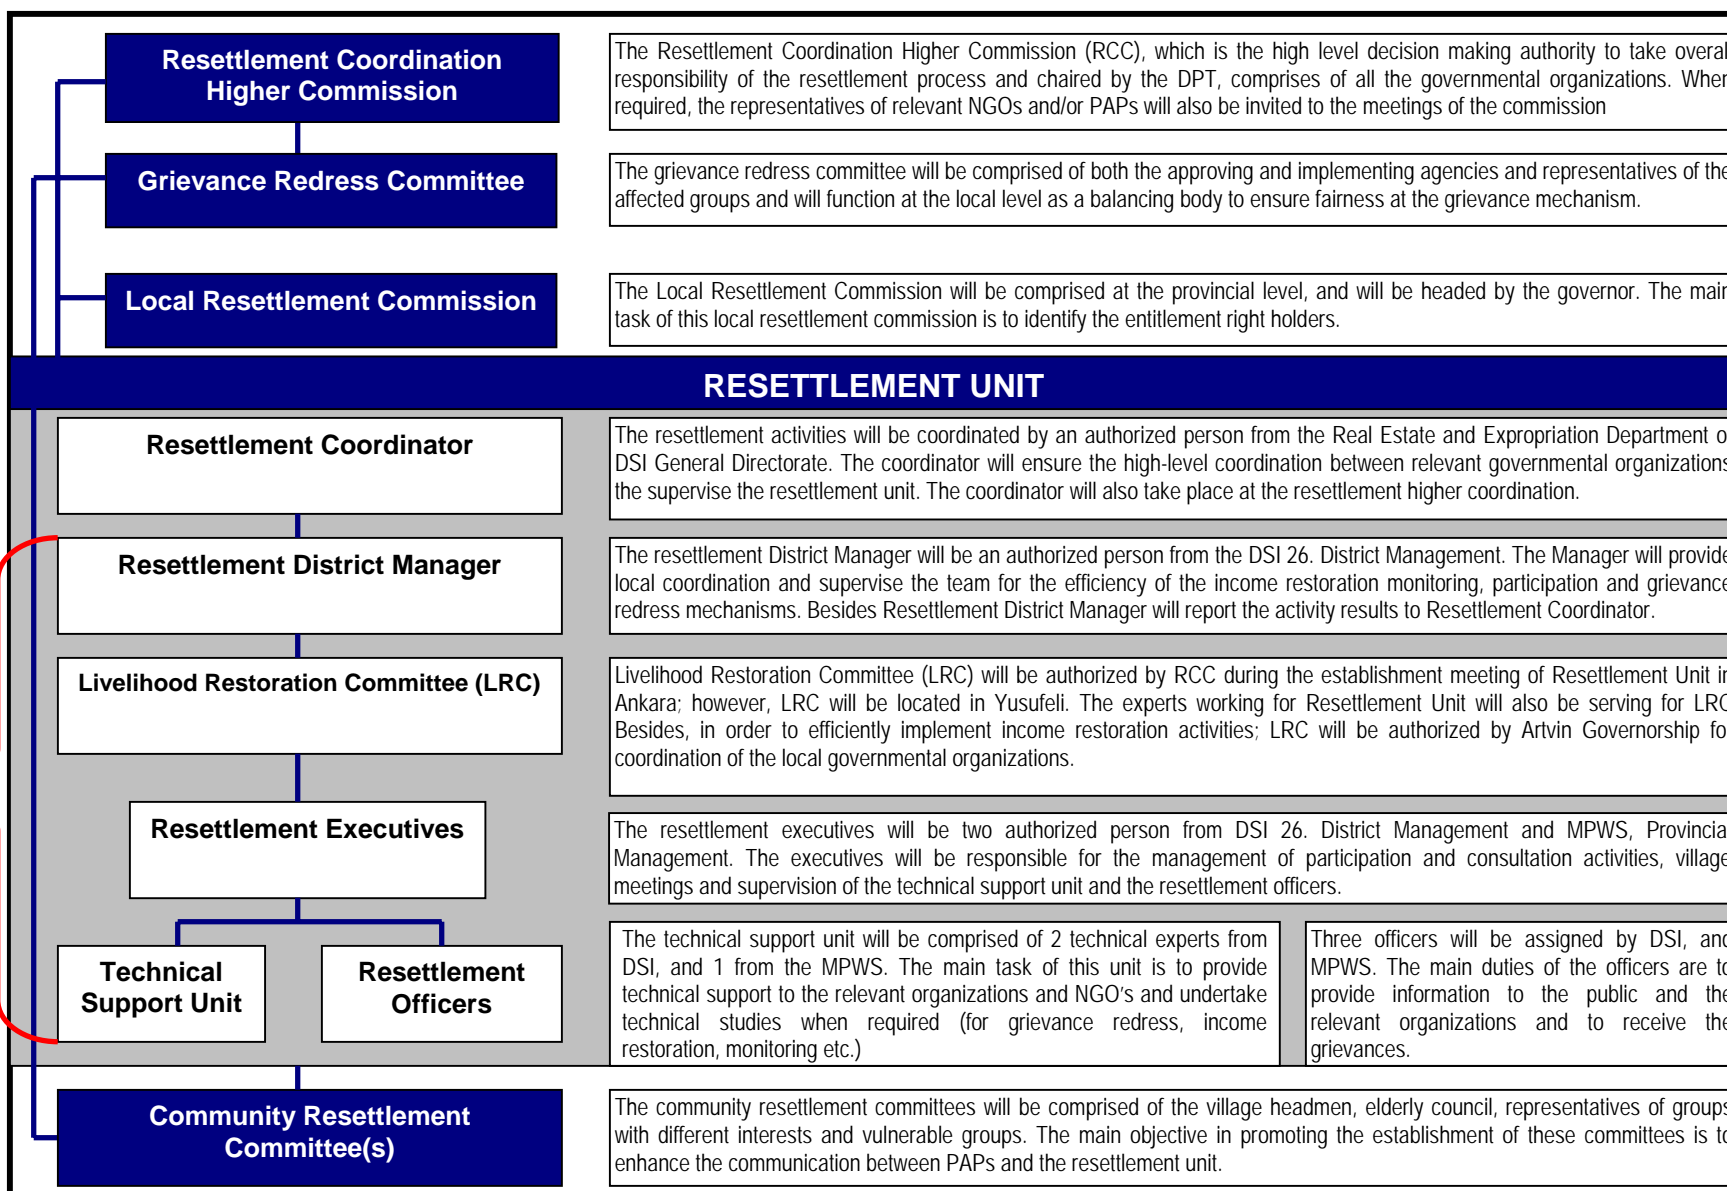 Resettlement Coordination
Higher Commission
The Resettlement Coordination Higher Commission (RCC), which is the high level decision making authority to take overal
responsibility of the resettlement process and chaired by the DPT, comprises of all the governmental organizations. When
required, the representatives of relevant NGOs and/or PAPs will also be invited to the meetings of the commission
Grievance Redress Committee
The grievance redress committee will be comprised of both the approving and implementing agencies and representatives of the
affected groups and will function at the local level as a balancing body to ensure fairness at the grievance mechanism.
Local Resettlement Commission
The Local Resettlement Commission will be comprised at the provincial level, and will be headed by the governor. The main
task of this local resettlement commission is to identify the entitlement right holders.
RESETTLEMENT UNIT
Resettlement Coordinator
The resettlement activities will be coordinated by an authorized person from the Real Estate and Expropriation Department o
DSI General Directorate. The coordinator will ensure the high-level coordination between relevant governmental organizations
the supervise the resettlement unit. The coordinator will also take place at the resettlement higher coordination.
Resettlement District Manager
The resettlement District Manager will be an authorized person from the DSI 26. District Management. The Manager will provide
local coordination and supervise the team for the efficiency of the income restoration monitoring, participation and grievance
redress mechanisms. Besides Resettlement District Manager will report the activity results to Resettlement Coordinator.
Livelihood Restoration Committee (LRC)
Livelihood Restoration Committee (LRC) will be authorized by RCC during the establishment meeting of Resettlement Unit in
Ankara; however, LRC will be located in Yusufeli. The experts working for Resettlement Unit will also be serving for LRC
Besides, in order to efficiently implement income restoration activities; LRC will be authorized by Artvin Governorship fo
coordination of the local governmental organizations.
Resettlement Executives
The resettlement executives will be two authorized person from DSI 26. District Management and MPWS, Provincia
Management. The executives will be responsible for the management of participation and consultation activities, village
meetings and supervision of the technical support unit and the resettlement officers.
Technical
Support Unit
Resettlement
Officers
The technical support unit will be comprised of 2 technical experts from
DSI, and 1 from the MPWS. The main task of this unit is to provide
technical support to the relevant organizations and NGO's and undertake
technical studies when required (for grievance redress, income
restoration, monitoring etc.)
Three officers will be assigned by DSI, and
MPWS. The main duties of the officers are to
provide information to the public and the
relevant organizations and to receive the
grievances.
Community Resettlement
Committee(s)
The community resettlement committees will be comprised of the village headmen, elderly council, representatives of groups
with different interests and vulnerable groups. The main objective in promoting the establishment of these committees is to
enhance the communication between PAPs and the resettlement unit.